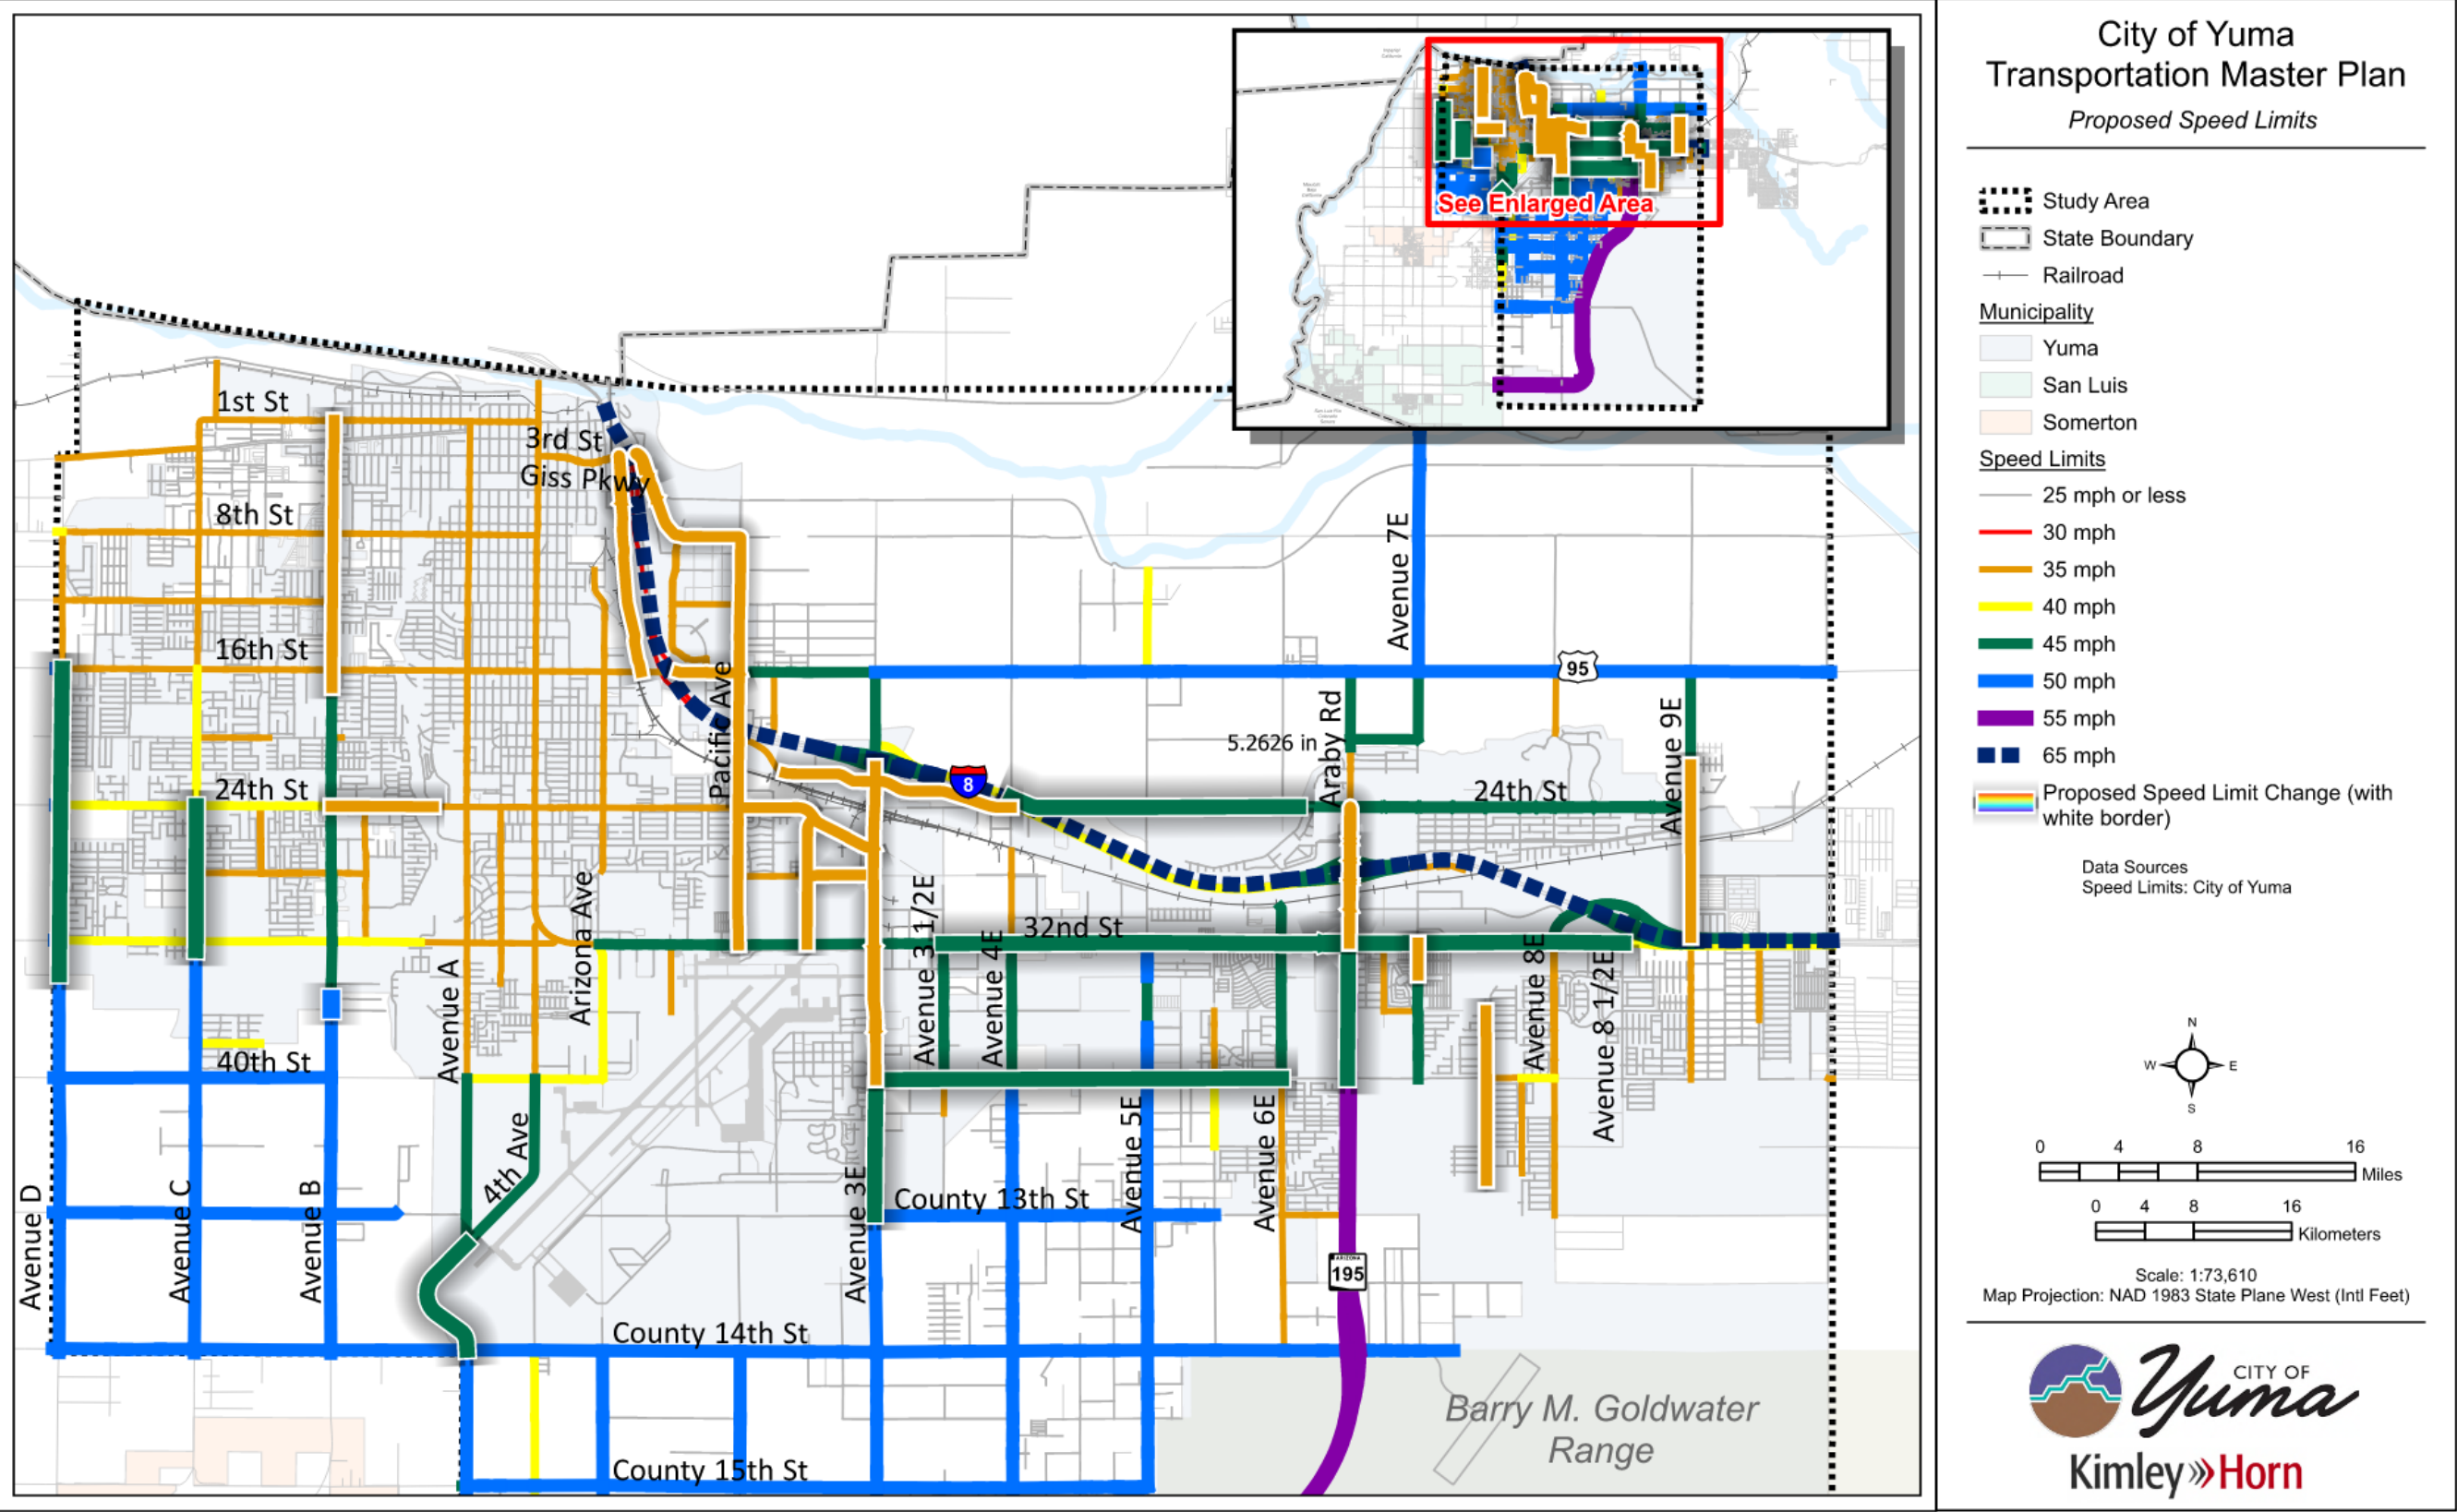 City of Yuma
Transportation Master Plan
Proposed Speed Limits
Study Area
State Boundary
Railroad
Municipality
Yuma
San Luis
Somerton
Speed Limits
25 mph or less
30 mph
35 mph
40 mph
45 mph
50 mph
55 mph
65 mph
Proposed Speed Limit Change (with
white border)
Data Sources
Speed Limits: City of Yuma
N
W E
S
0 4 8 16
Miles
0 4 8 16
Kilometers
Scale: 1:73,610
Map Projection: NAD 1983 State Plane West (Intl Feet)
CITY OF
Yuma
Kimley»Horn
See Enlarged Area
1st St
3rd St
Giss Pkwy
8th St
16th St
24th St
40th St
Avenue D
Avenue C
Avenue B
Avenue A
4th Ave
Arizona Ave
Pacific Ave
Avenue 3E
Avenue 3 1/2E
Avenue 4E
Avenue 5E
Avenue 6E
Araby Rd
Avenue 7E
Avenue 8E
Avenue 8 1/2E
Avenue 9E
95
8
5.2626 in
24th St
32nd St
County 13th St
ARIZONA
195
County 14th St
County 15th St
Barry M. Goldwater
Range